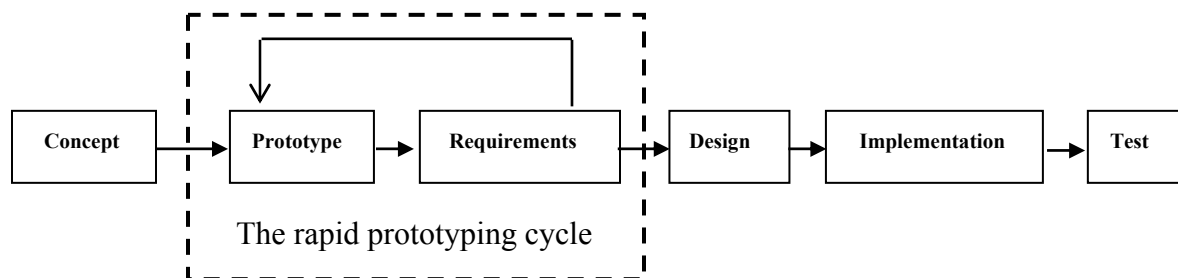 Concept
Prototype
Requirements
Design
Implementation
Test
The rapid prototyping cycle